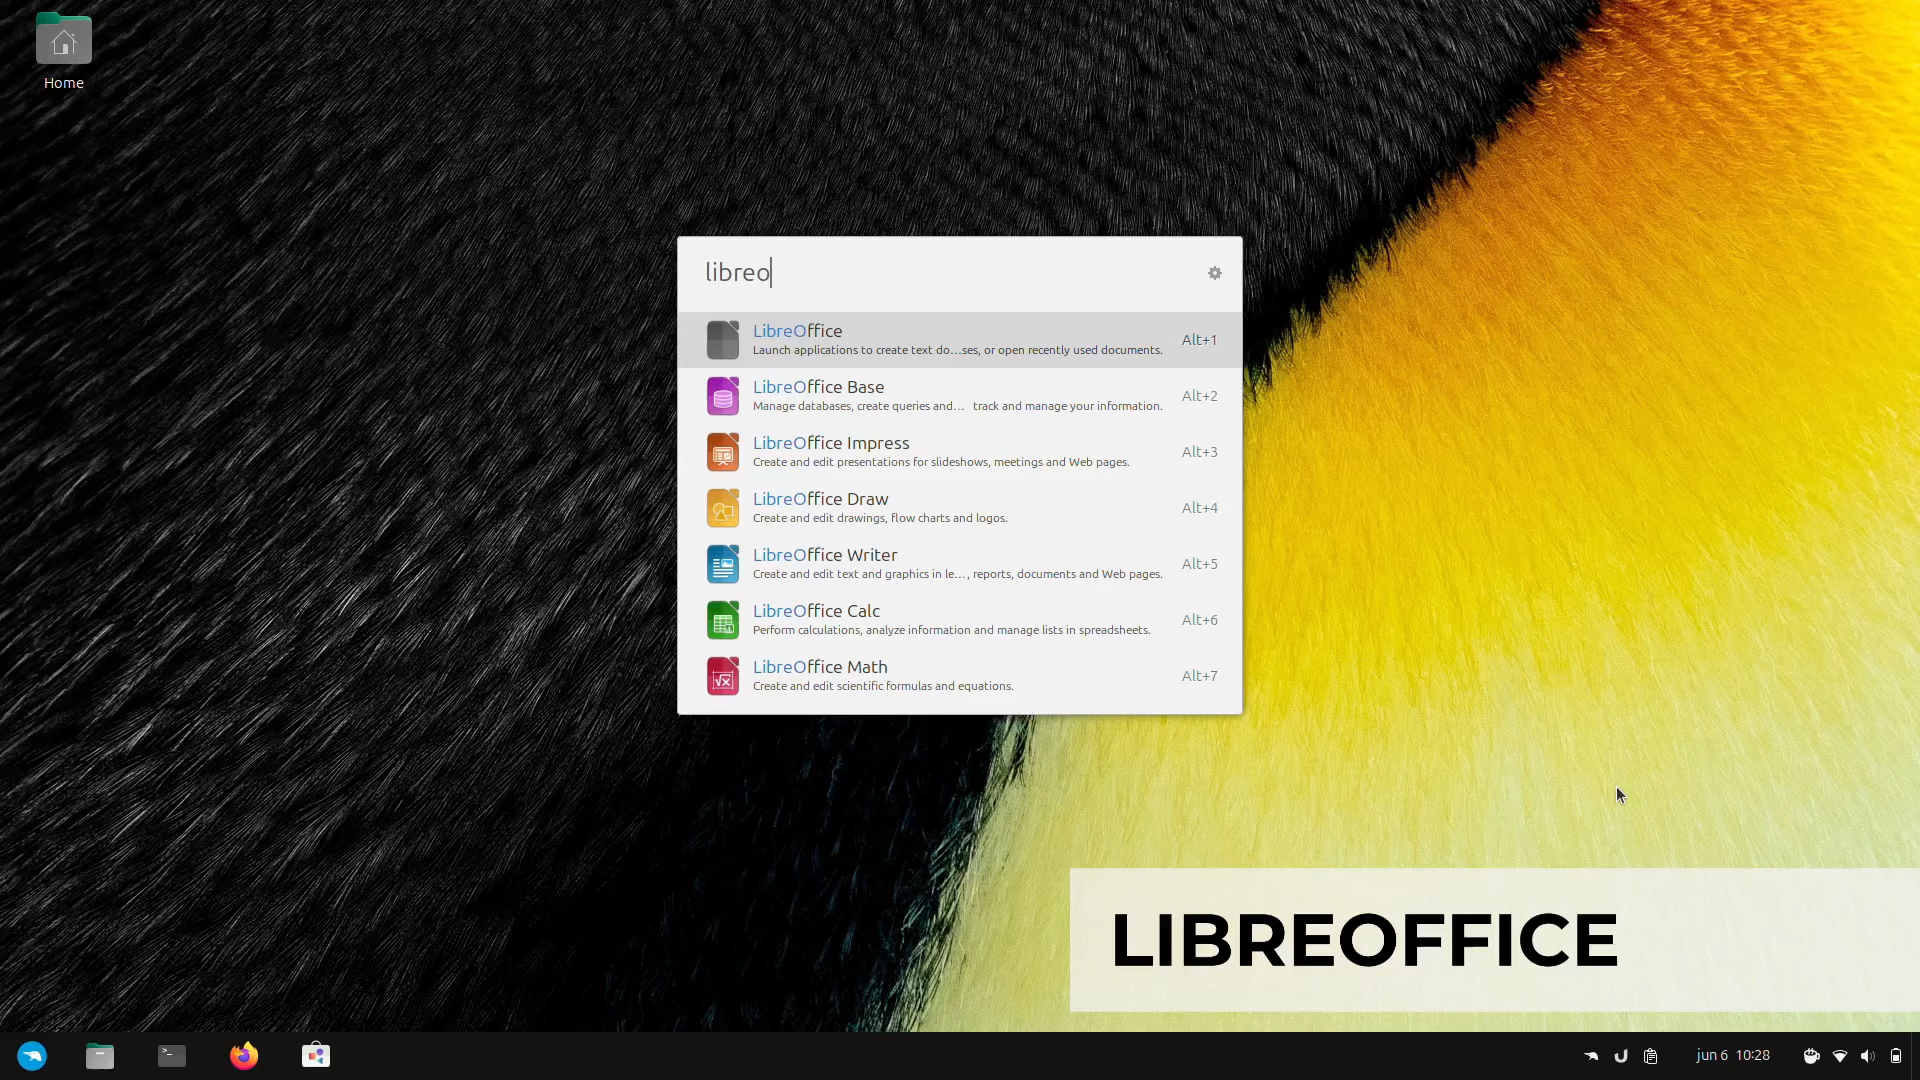 Home
libreo
LibreOffice
Launch applications to create text do...ses, or open recently used documents.
Alt+1
LibreOffice Base
Manage databases, create queries and... track and manage your information.
Alt+2
LibreOffice Impress
Create and edit presentations for slideshows, meetings and Web pages.
Alt+3
LibreOffice Draw
Create and edit drawings, flow charts and logos.
Alt+4
LibreOffice Writer
Create and edit text and graphics in le..., reports, documents and Web pages.
Alt+5
LibreOffice Calc
Perform calculations, analyze information and manage lists in spreadsheets.
Alt+6
LibreOffice Math
Create and edit scientific formulas and equations.
Alt+7
LIBREOFFICE
jun 6 10:28